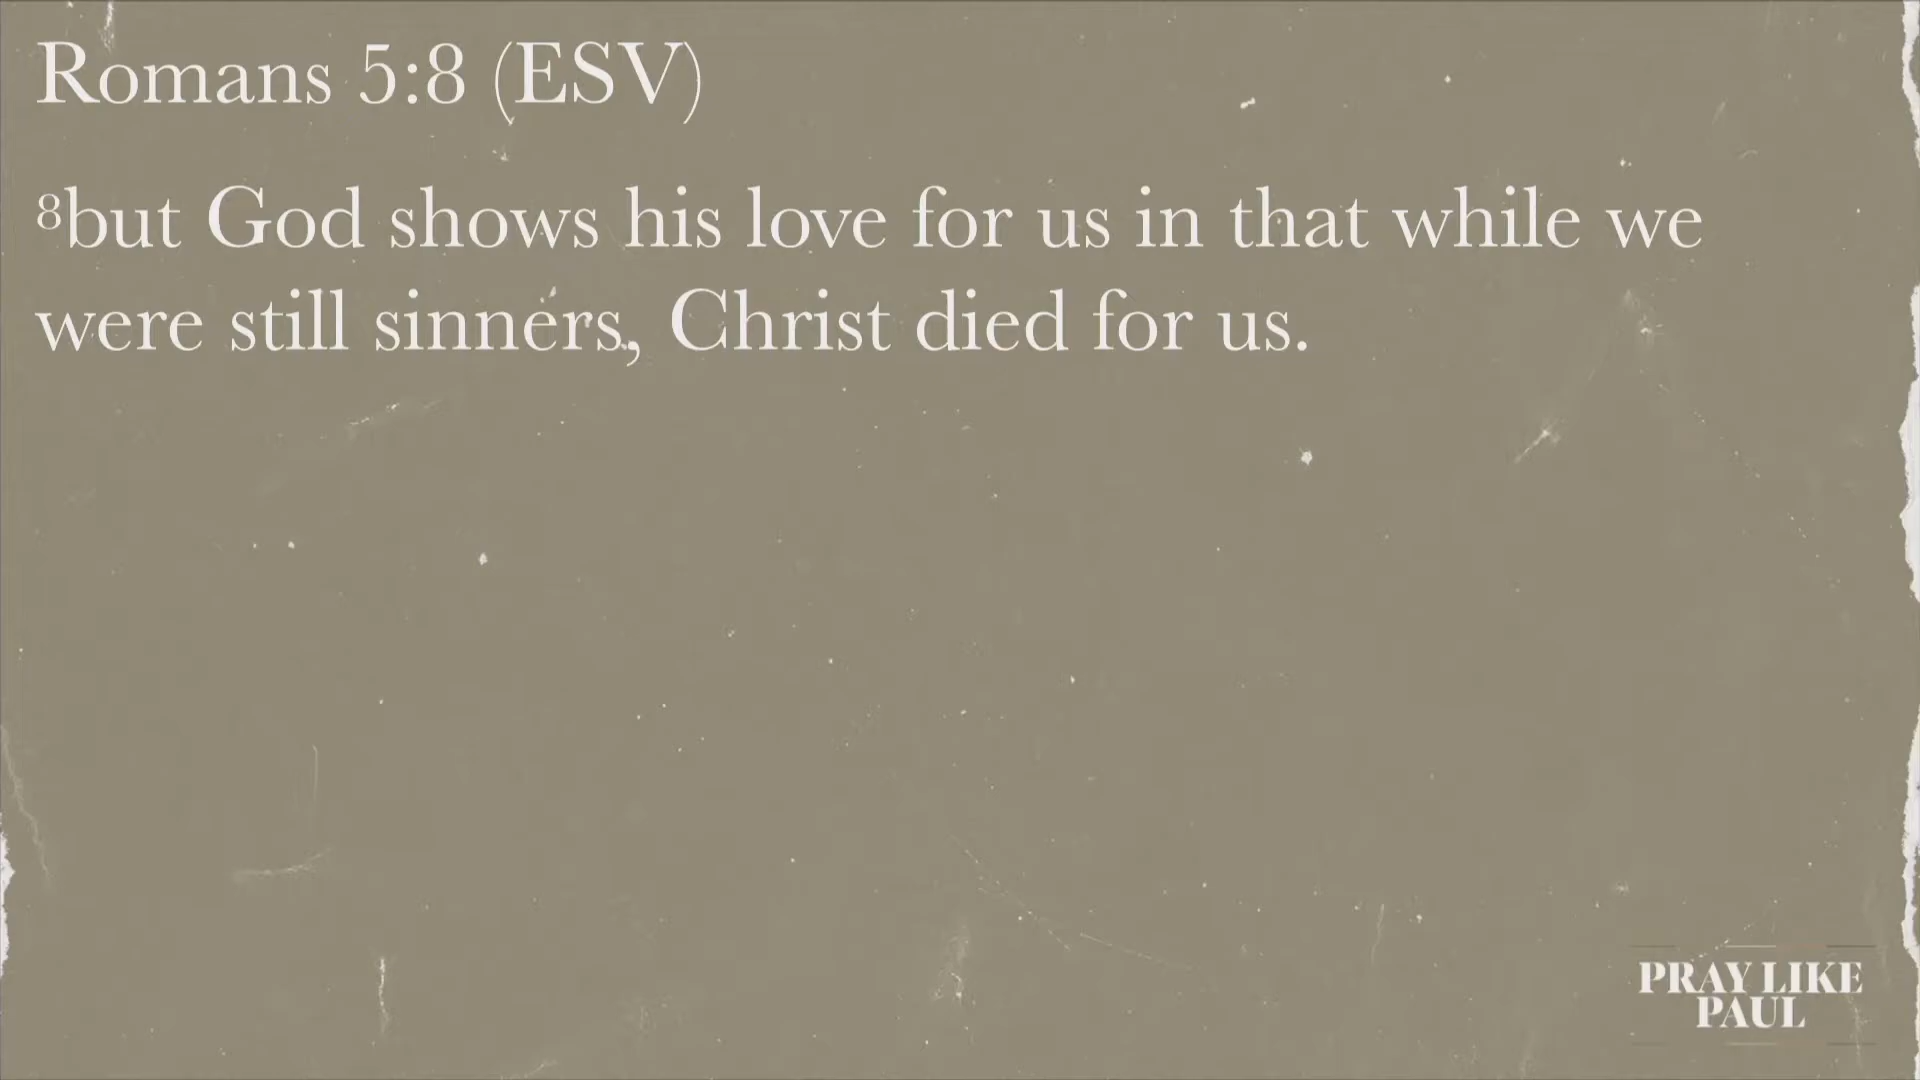 Romans 5:8 (ESV)
⁸but God shows his love for us in that while we
were still sinners, Christ died for us.
PRAY LIKE
PAUL